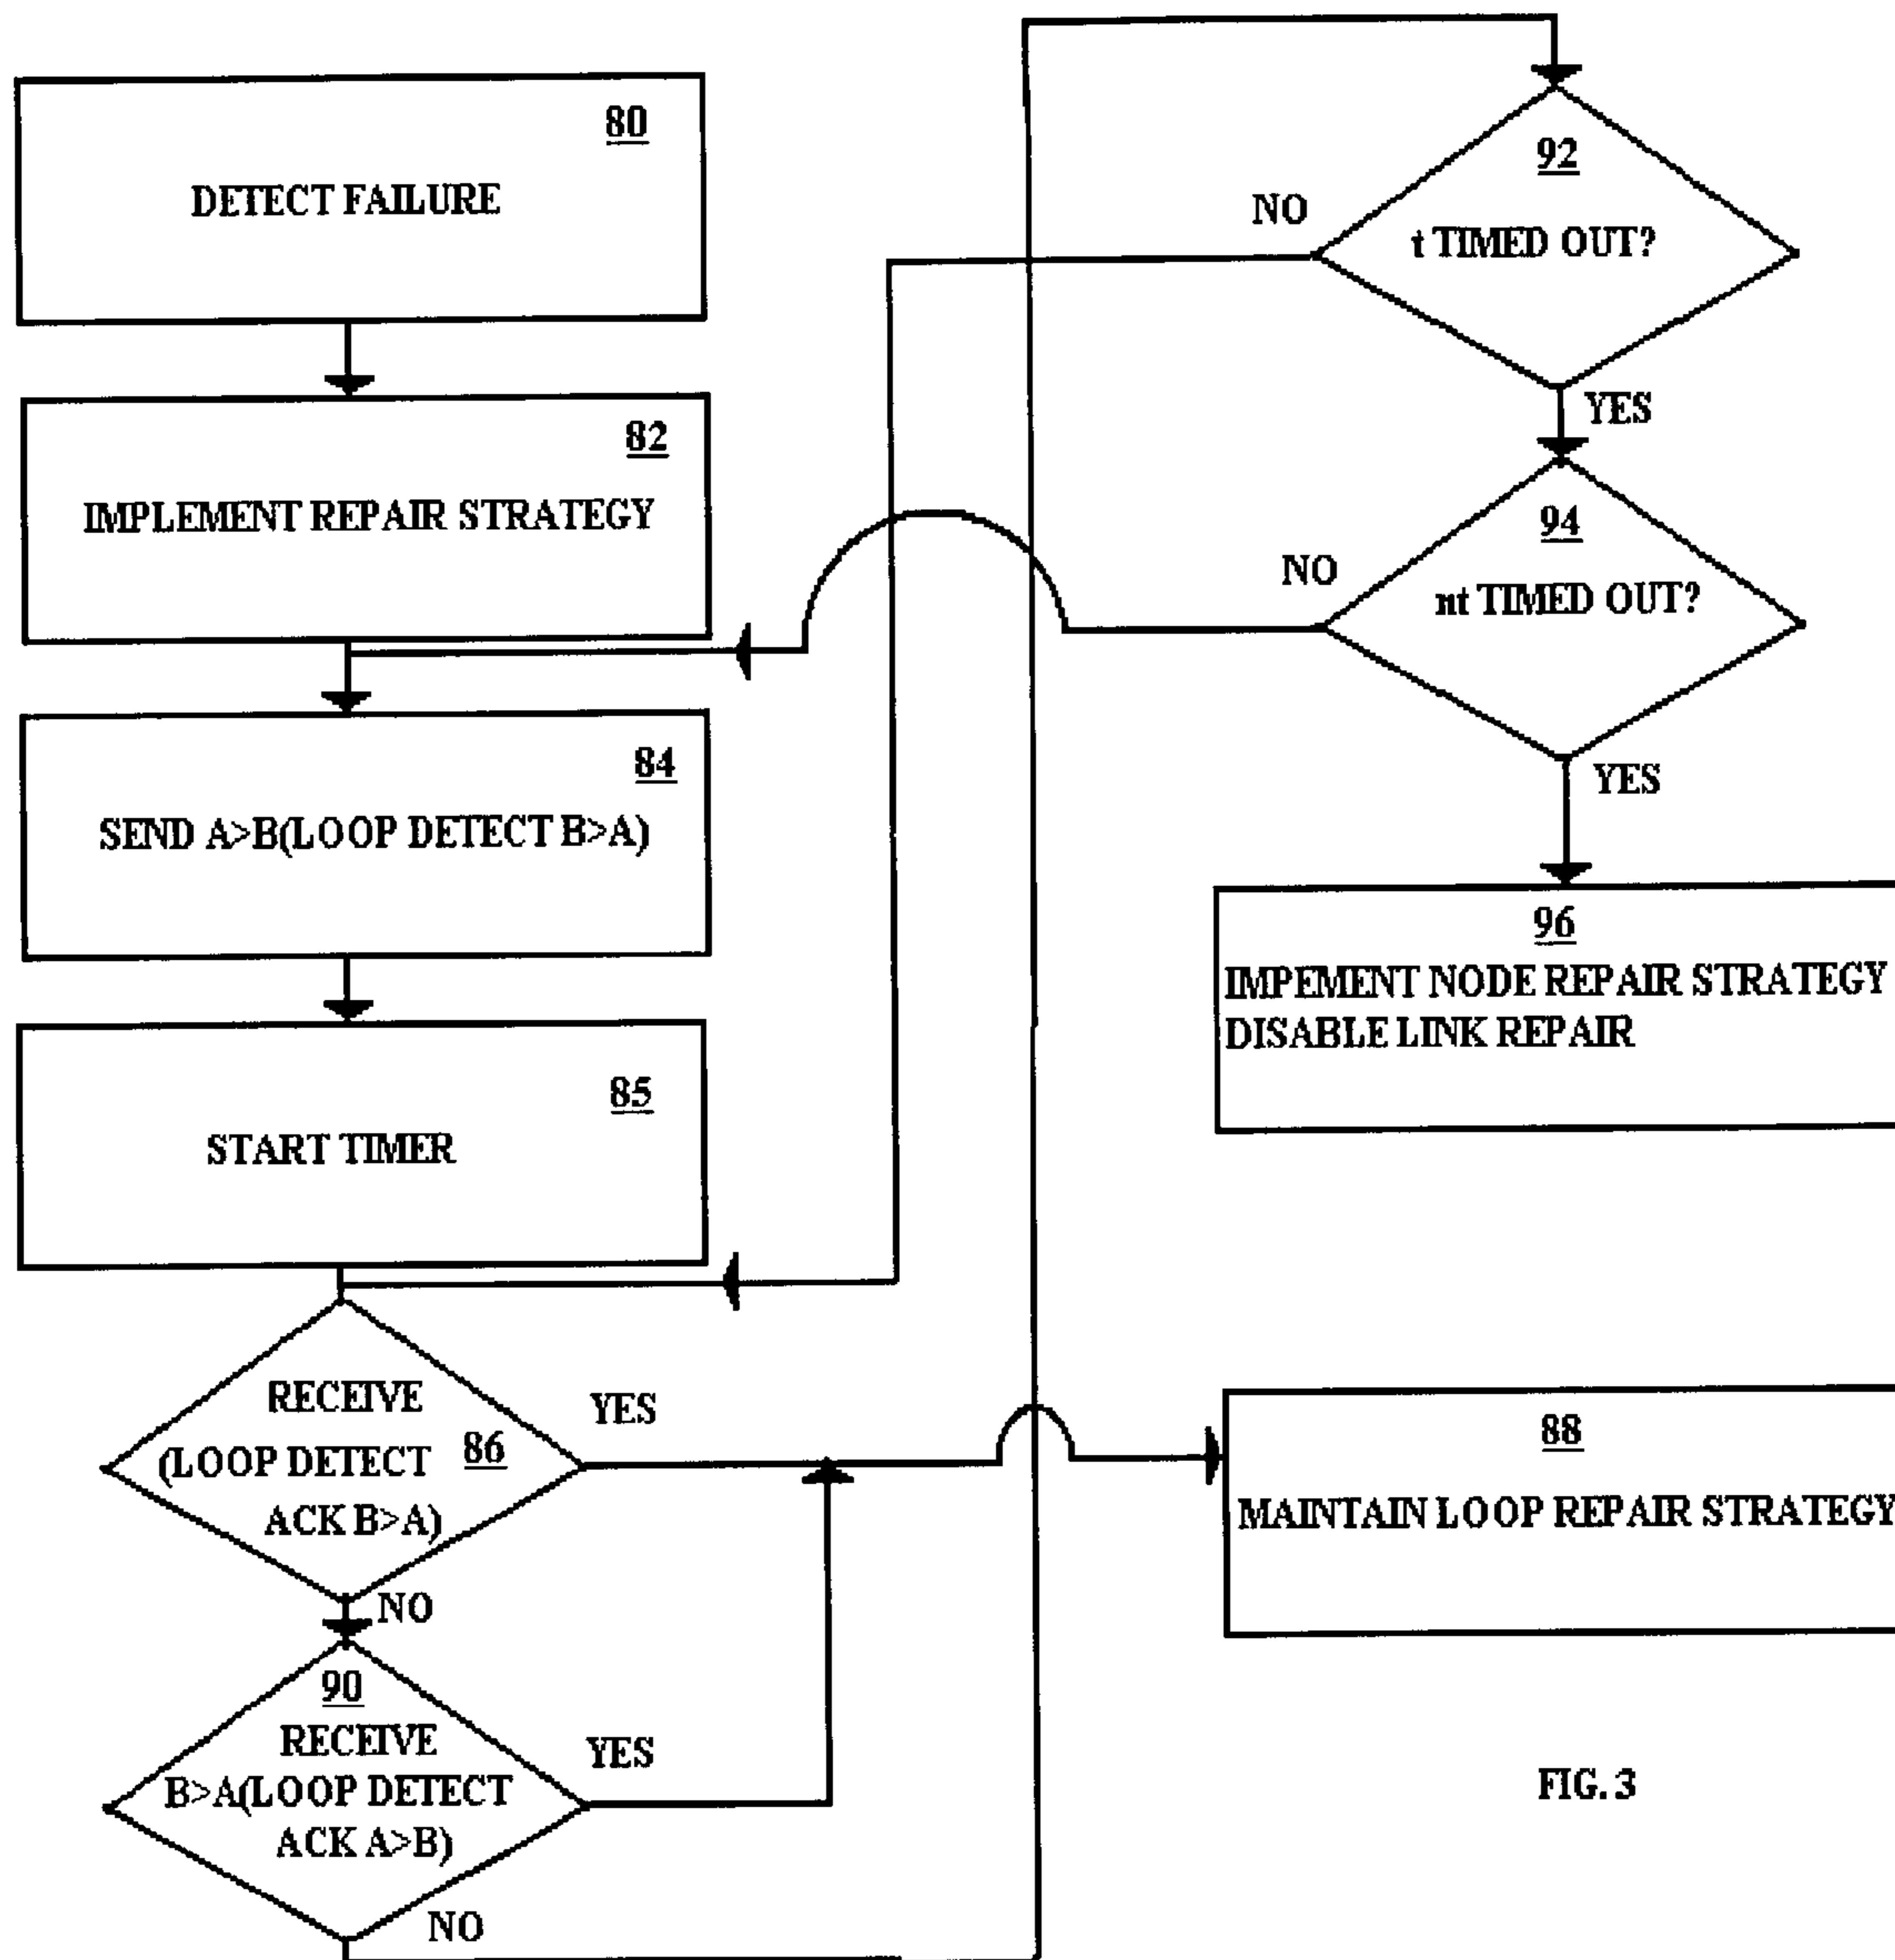 80
DETECT FAILURE
82
IMPLEMENT REPAIR STRATEGY
84
SEND A>B(LOOP DETECT B>A)
85
START TIMER
RECEIVE
(LOOP DETECT 86
ACK B>A)
YES
NO
90
RECEIVE
B>A(LOOP DETECT
ACK A>B)
YES
NO
92
t TIMED OUT?
NO
YES
94
nt TIMED OUT?
NO
YES
96
IMPEMENT NODE REPAIR STRATEGY
DISABLE LINK REPAIR
88
MAINTAIN LOOP REPAIR STRATEGY
FIG. 3